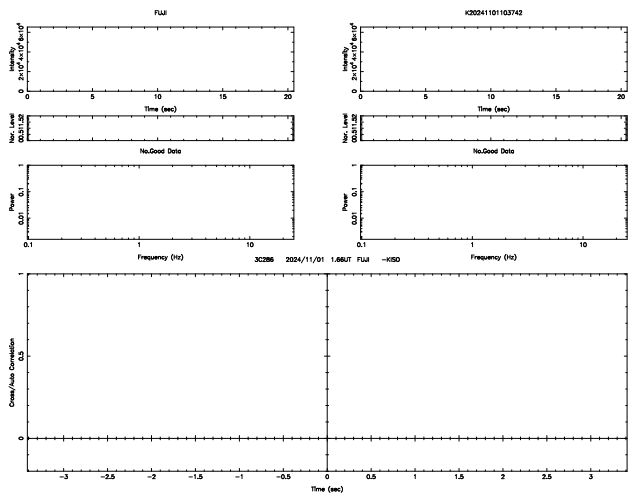 FUJI
K20241101103742
Intensity
0 2×10⁴ 4×10⁴ 6×10⁴
0 5 10 15 20
Time (sec)
Intensity
0 2×10⁴ 4×10⁴ 6×10⁴
0 5 10 15 20
Time (sec)
Nor. Level
00.511.52
Nor. Level
00.511.52
No.Good Data
No.Good Data
Power
0.01 0.1 1
0.1 1 10
Frequency (Hz)
Power
0.01 0.1 1
0.1 1 10
Frequency (Hz)
3C286 2024/11/01 1.66UT FUJI -KISO
Cross/Auto Correlation
0 0.5 1
-3 -2.5 -2 -1.5 -1 -0.5 0 0.5 1 1.5 2 2.5 3
Time (sec)